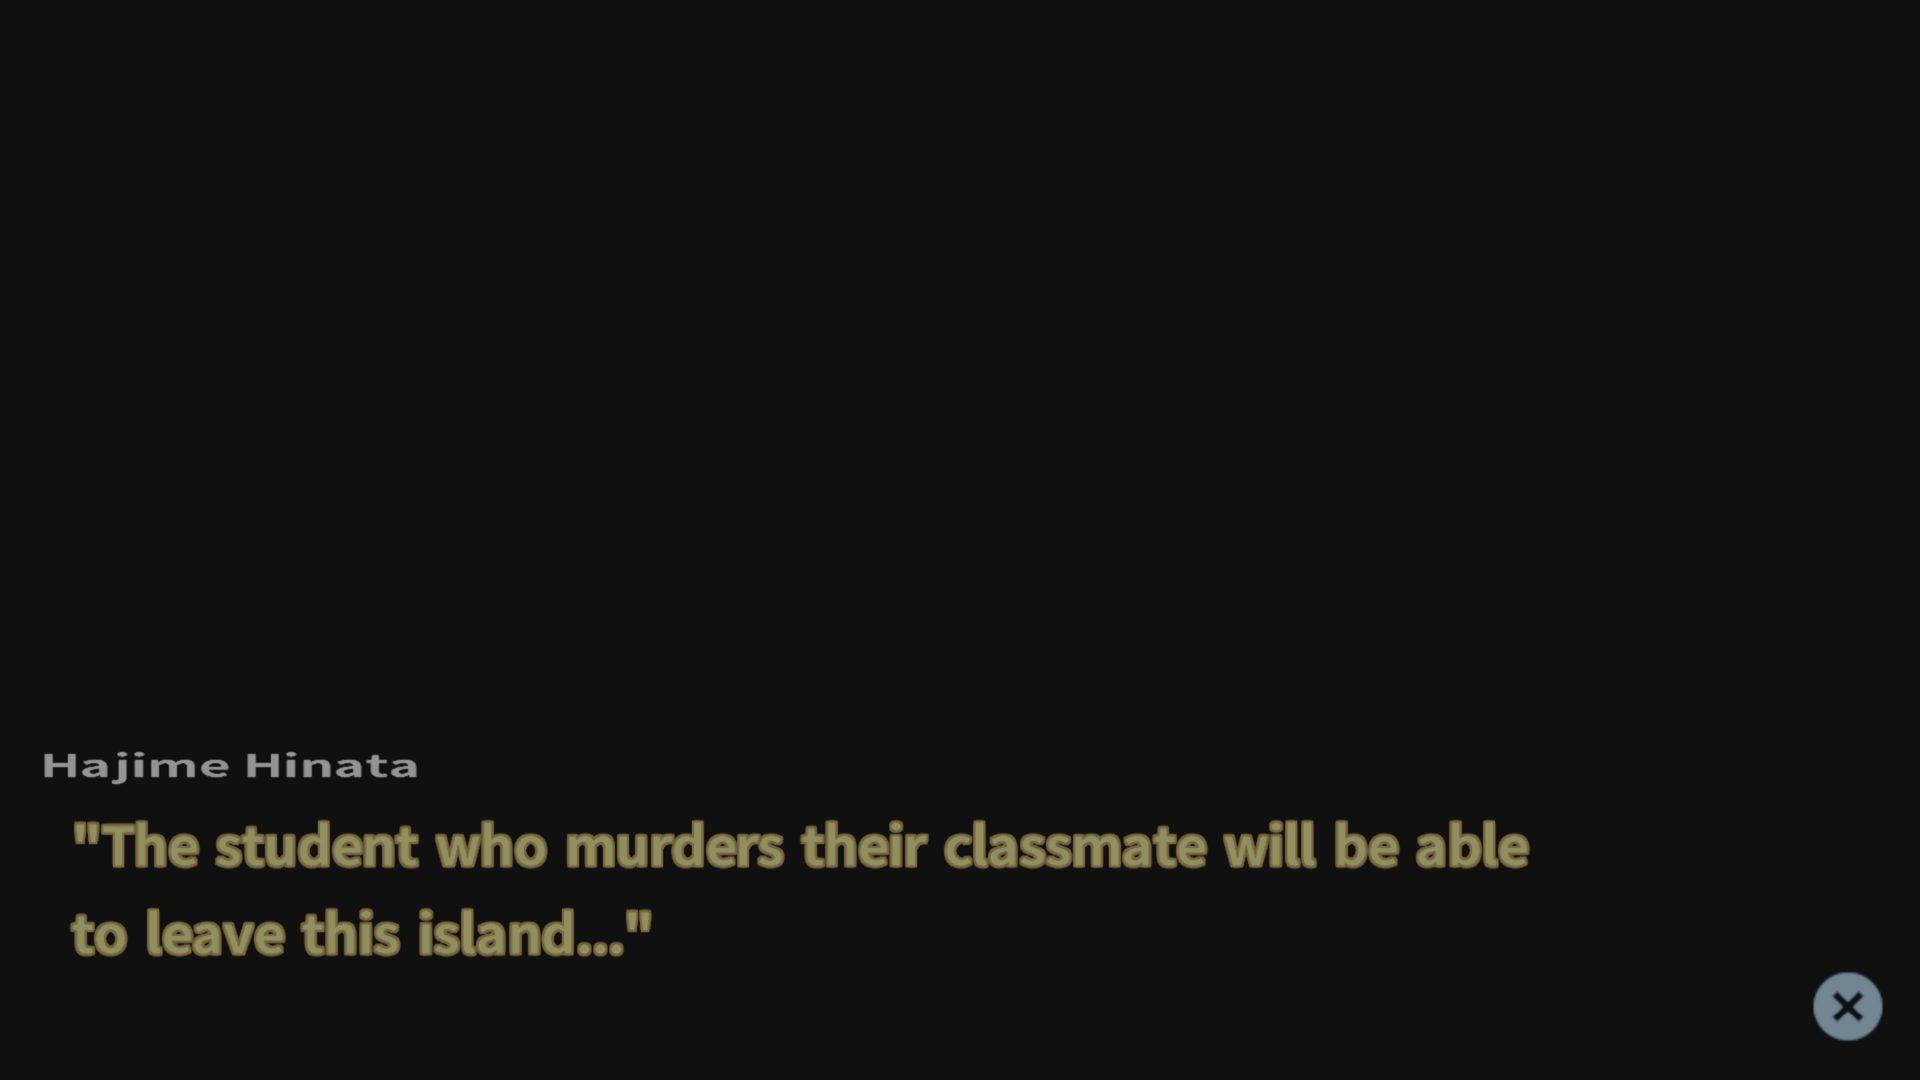 Hajime Hinata
"The student who murders their classmate will be able
to leave this island..."